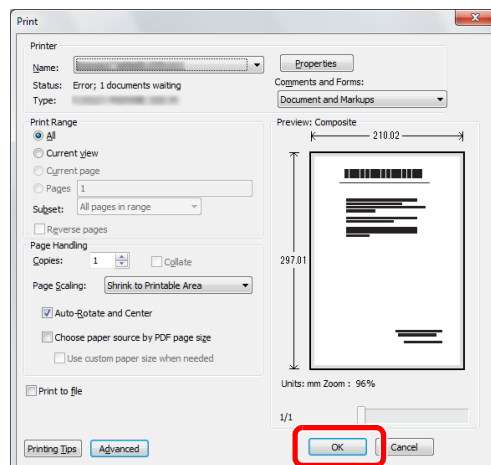 Print
Printer
Name:
Properties
Status: Error; 1 documents waiting
Comments and Forms:
Type:
Document and Markups
Print Range
All
Current view
Current page
Pages 1
Subset: All pages in range
Reverse pages
Page Handling
Copies: 1 Collate
Page Scaling: Shrink to Printable Area
Auto-Rotate and Center
Choose paper source by PDF page size
Use custom paper size when needed
Print to file
Preview: Composite
210.02
297.01
Units: mm Zoom : 96%
1/1
Printing Tips Advanced OK Cancel